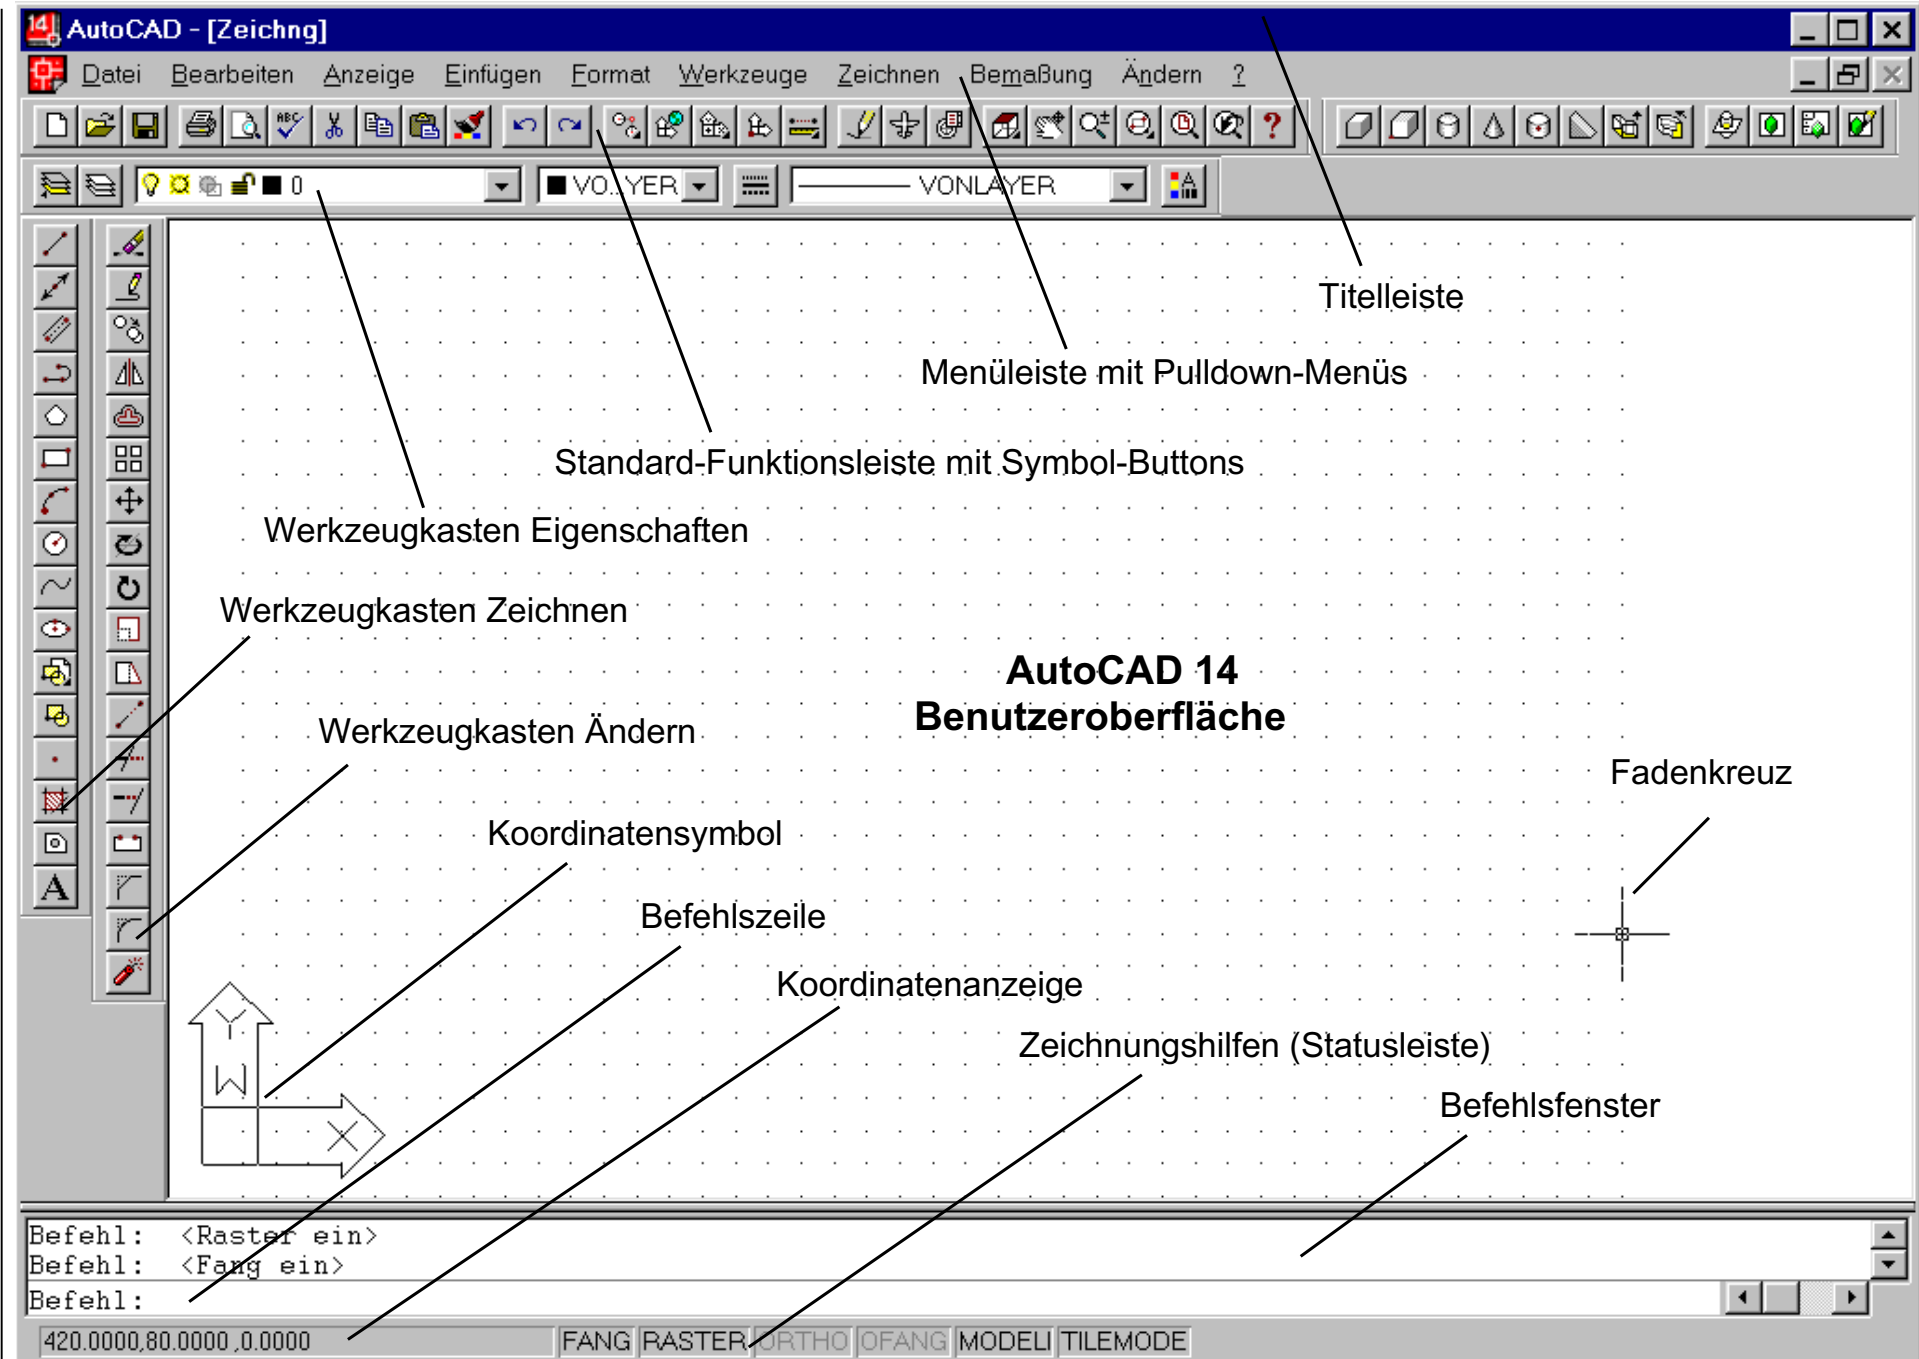 AutoCAD - [Zeichng]
Datei Bearbeiten Anzeige Einfügen Format Werkzeuge Zeichnen Bemaßung Ändern ?
0 VO..YER VONLAYER
Titelleiste
Menüleiste mit Pulldown-Menüs
Standard-Funktionsleiste mit Symbol-Buttons
Werkzeugkasten Eigenschaften
Werkzeugkasten Zeichnen
AutoCAD 14
Benutzeroberfläche
Werkzeugkasten Ändern
Fadenkreuz
Koordinatensymbol
Befehlszeile
Koordinatenanzeige
Zeichnungshilfen (Statusleiste)
Befehlsfenster
Y
W
X
Befehl: <Raster ein>
Befehl: <Fang ein>
Befehl:
420.0000,80.0000 ,0.0000 FANG RASTER ORTHO OFANG MODELI TILEMODE